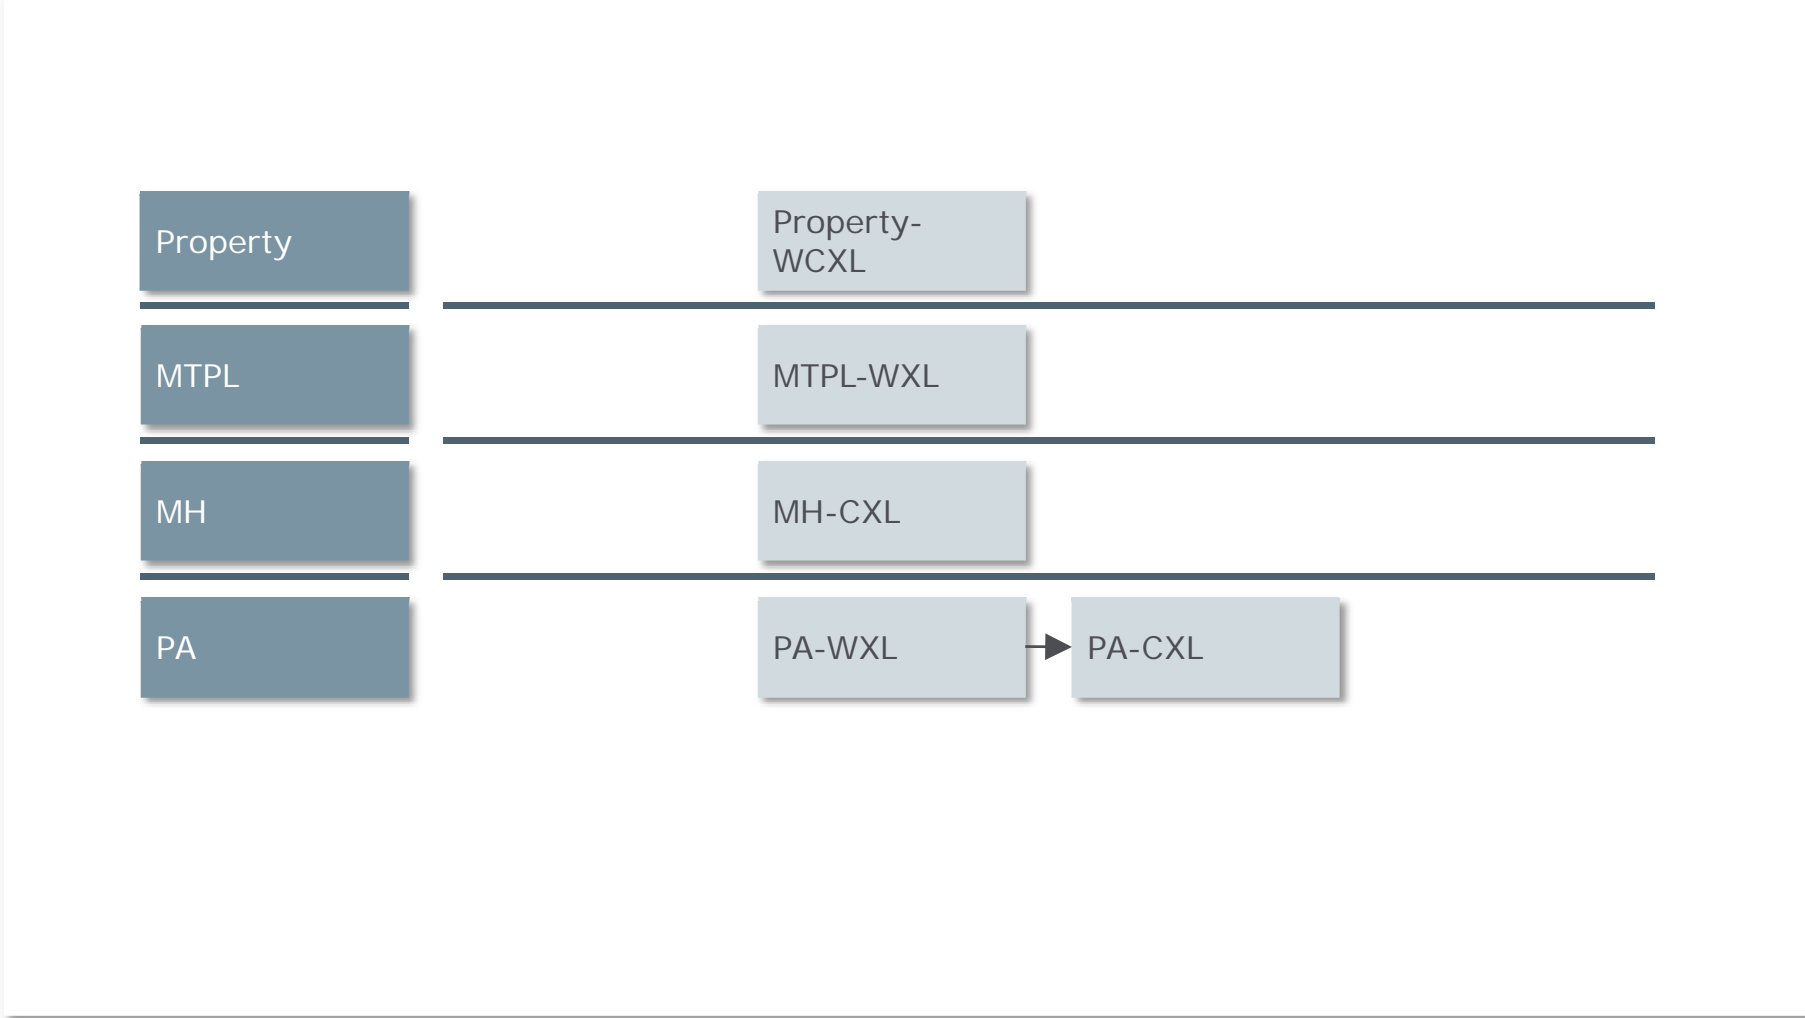 Property
Property-
WCXL
MTPL
MTPL-WXL
MH
MH-CXL
PA
PA-WXL
PA-CXL